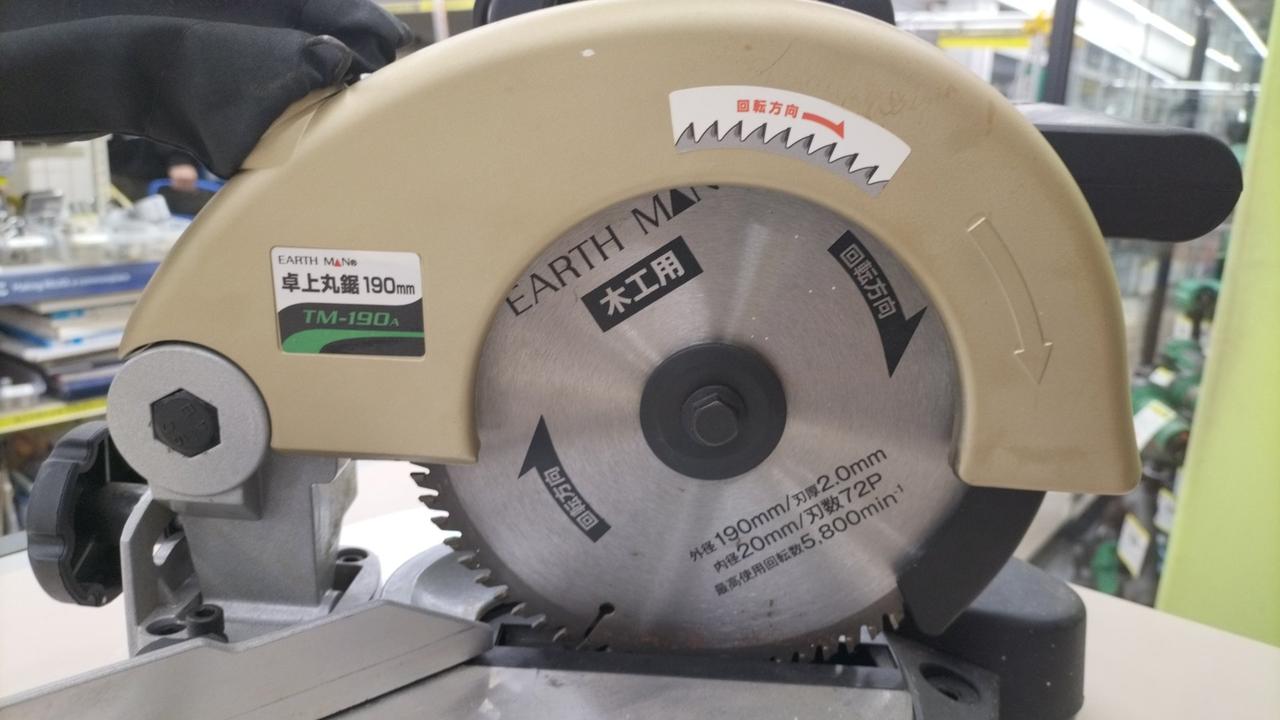 回転方向
EARTH MAN
木工用
回転方向
EARTH MAN®
卓上丸鋸 190mm
TM-190A
回転方向
外径190mm/刃厚2.0mm
内径20mm/刃数72P
最高使用回転数5,800min-1